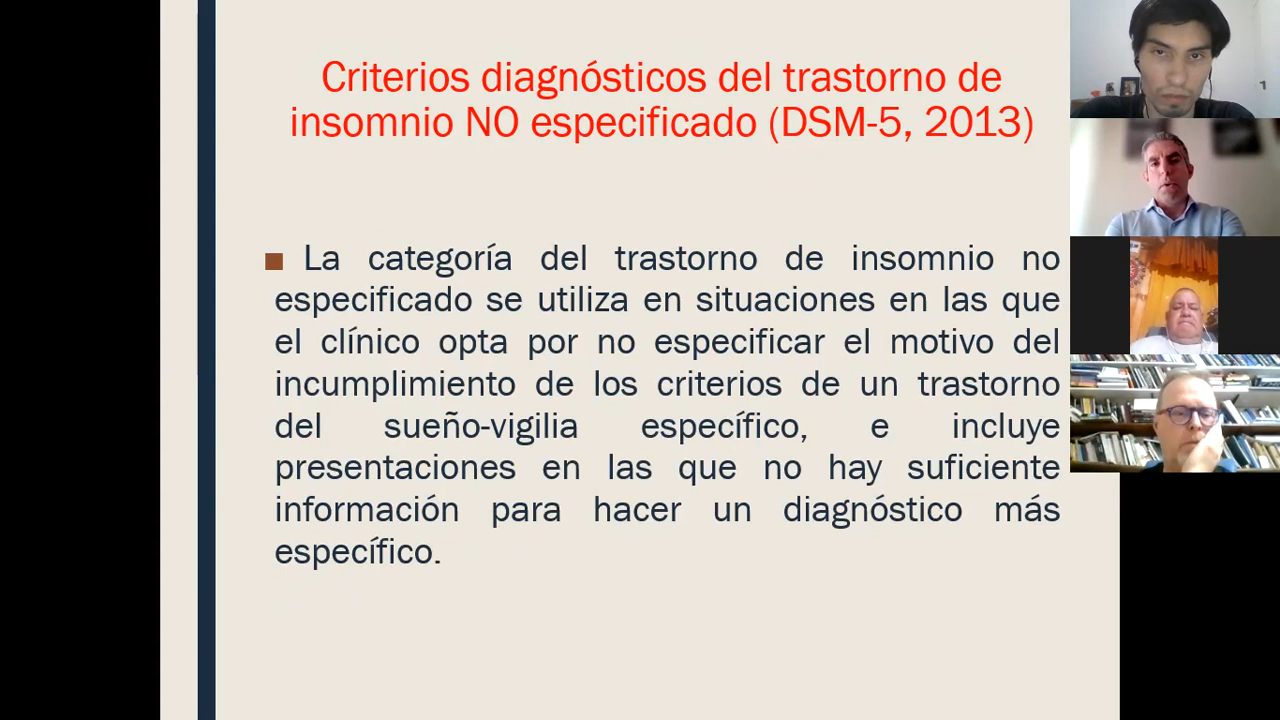 Criterios diagnósticos del trastorno de
insomnio NO especificado (DSM-5, 2013)
La categoría del trastorno de insomnio no
especificado se utiliza en situaciones en las que
el clínico opta por no especificar el motivo del
incumplimiento de los criterios de un trastorno
del sueño-vigilia específico, e incluye
presentaciones en las que no hay suficiente
información para hacer un diagnóstico más
específico.